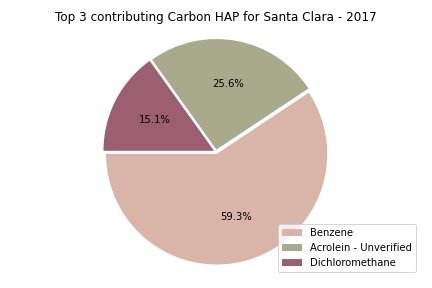 Top 3 contributing Carbon HAP for Santa Clara - 2017
25.6%
15.1%
59.3%
Benzene
Acrolein - Unverified
Dichloromethane